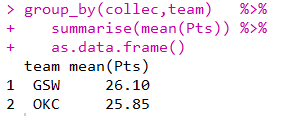 > group_by(collec,team)   %>%
+   summarise(mean(Pts)) %>%
+   as.data.frame()
  team mean(Pts)
1  GSW     26.10
2  OKC     25.85